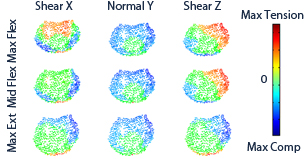 Shear X Normal Y Shear Z
Max Tension
Max Flex
Mid Flex
0
Max Ext
Max Comp